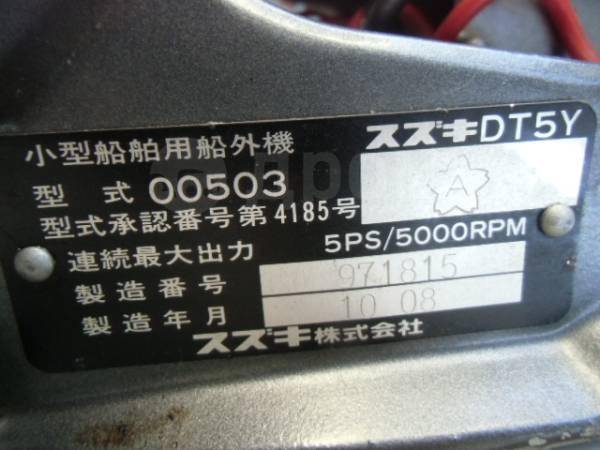 小型船舶用船外機 スズキDT5Y
型式 00503
A
型式承認番号第4185号
連続最大出力 5PS/5000RPM
製造番号 971815
製造年月 10 08
スズキ株式会社